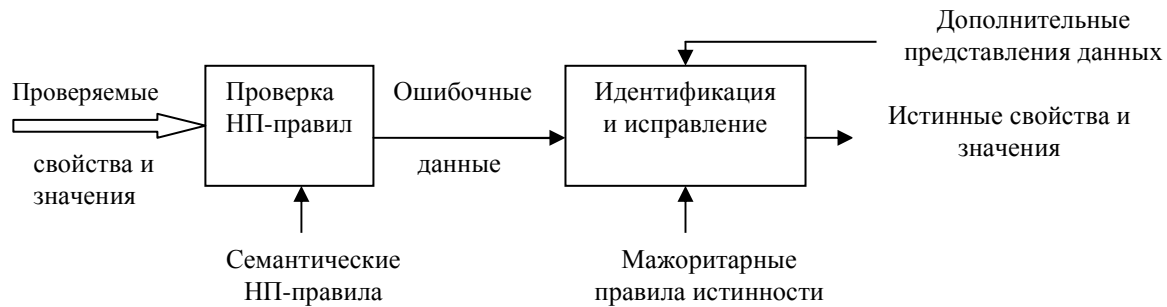 Дополнительные
представления данных
Проверяемые
свойства и
значения
Проверка
НП-правил
Ошибочные
данные
Идентификация
и исправление
Истинные свойства и
значения
Семантические
НП-правила
Мажоритарные
правила истинности